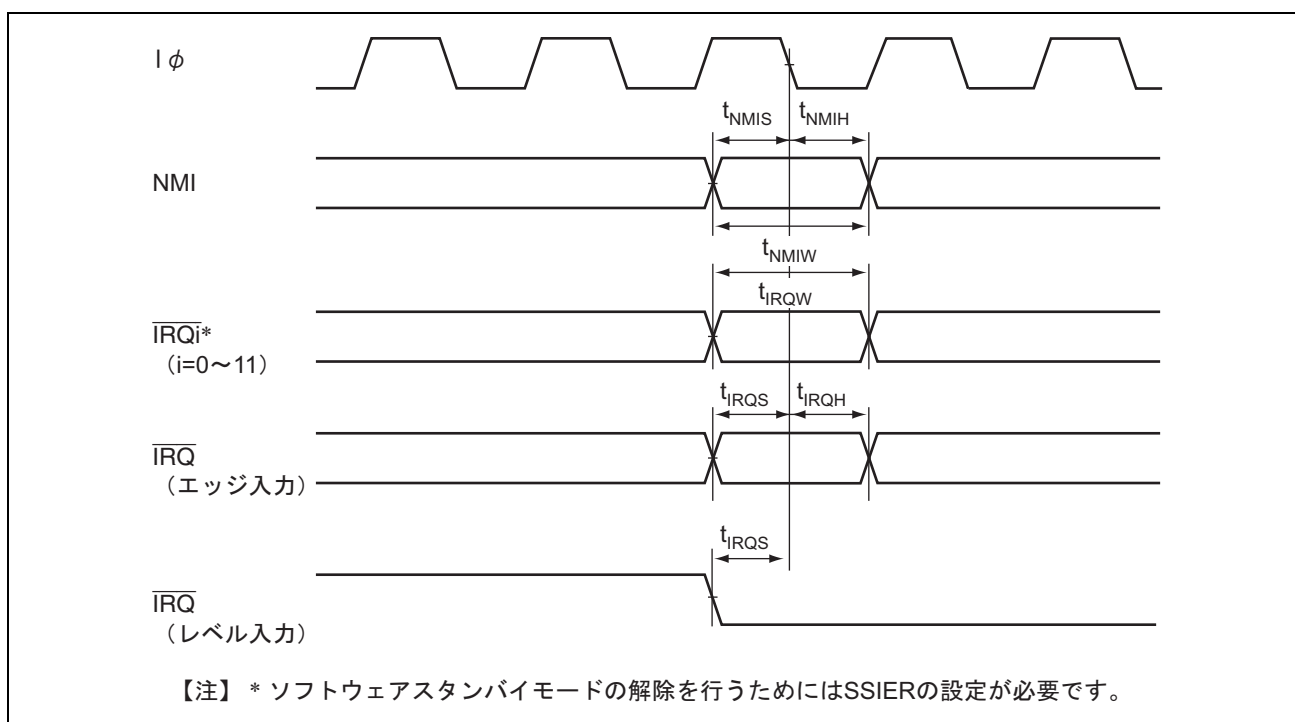 Iφ
tNMIS tNMIH
NMI
tNMIW
tIRQW
IRQi*
(i=0～11)
tIRQS tIRQH
IRQ
（エッジ入力）
tIRQS
IRQ
（レベル入力）
【注】 * ソフトウェアスタンバイモードの解除を行うためにはSSIERの設定が必要です。